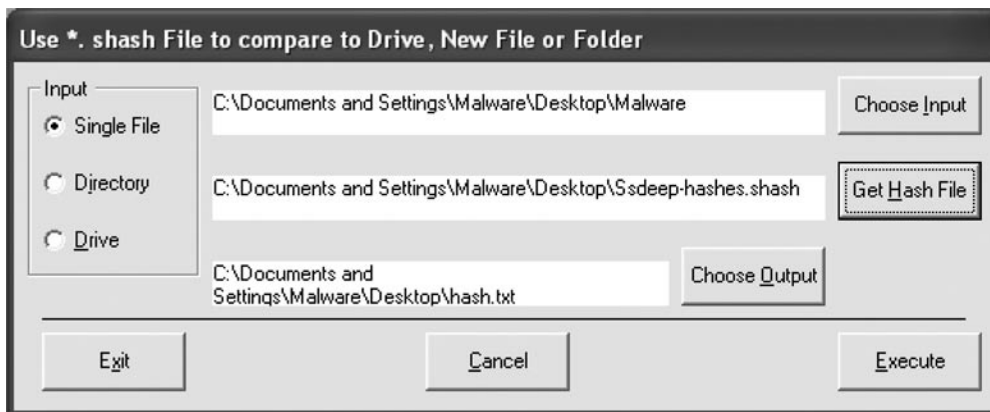 Use *. shash File to compare to Drive, New File or Folder
Input
Single File
Directory
Drive
C:\Documents and Settings\Malware\Desktop\Malware
Choose Input
C:\Documents and Settings\Malware\Desktop\Ssdeep-hashes.shash
Get Hash File
C:\Documents and
Settings\Malware\Desktop\hash.txt
Choose Output
Exit
Cancel
Execute